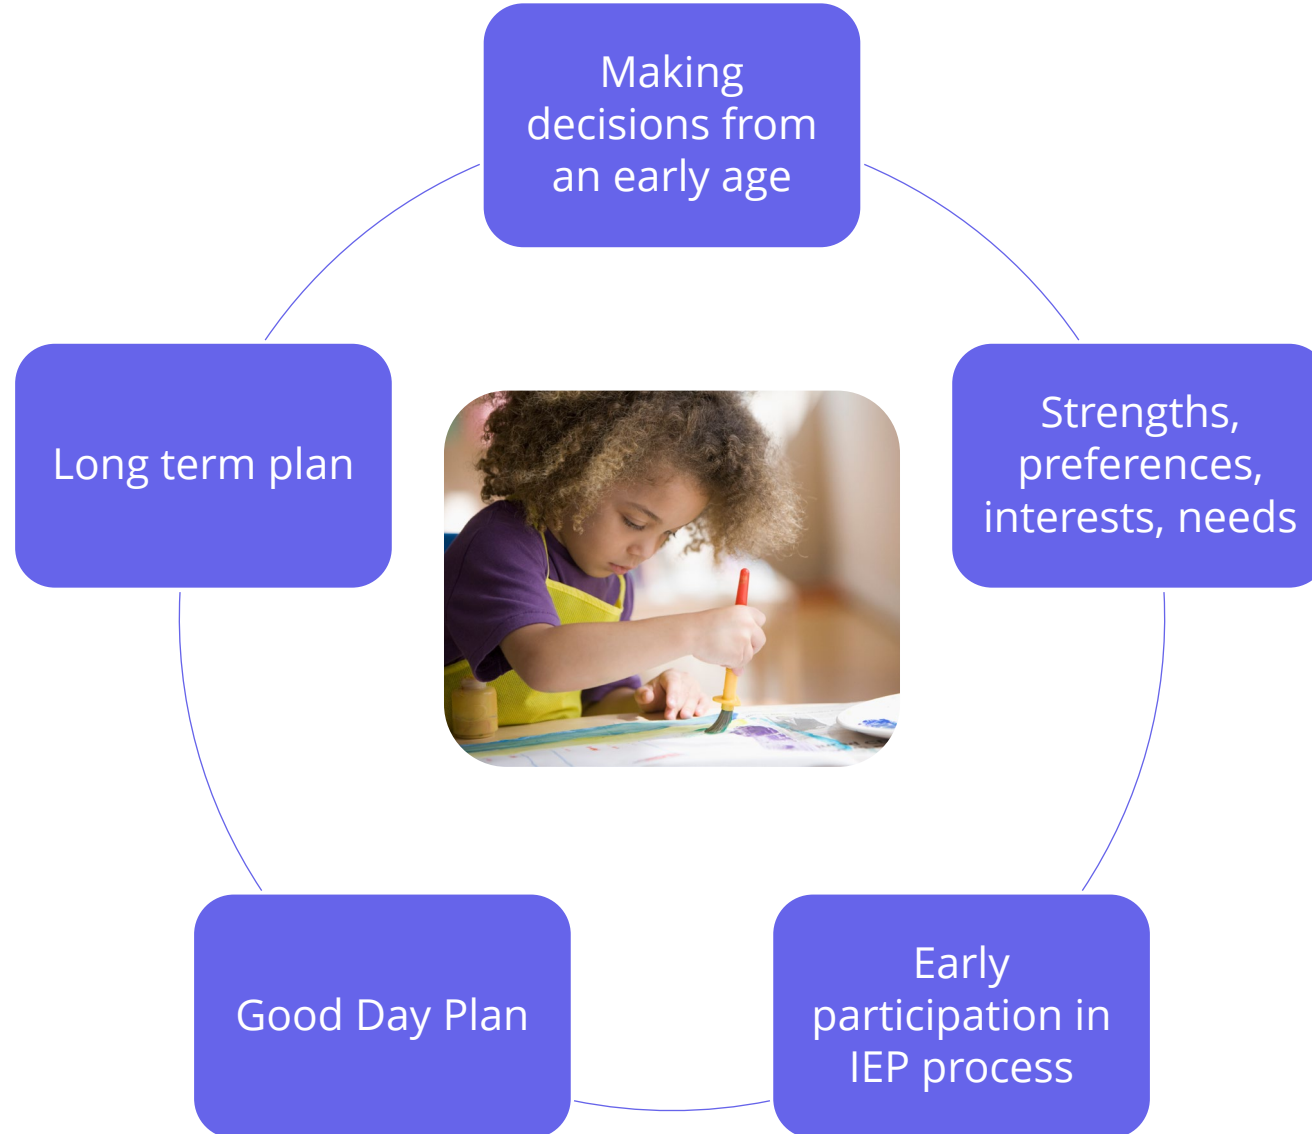 Making
decisions from
an early age
Strengths,
preferences,
interests, needs
Early
participation in
IEP process
Good Day Plan
Long term plan